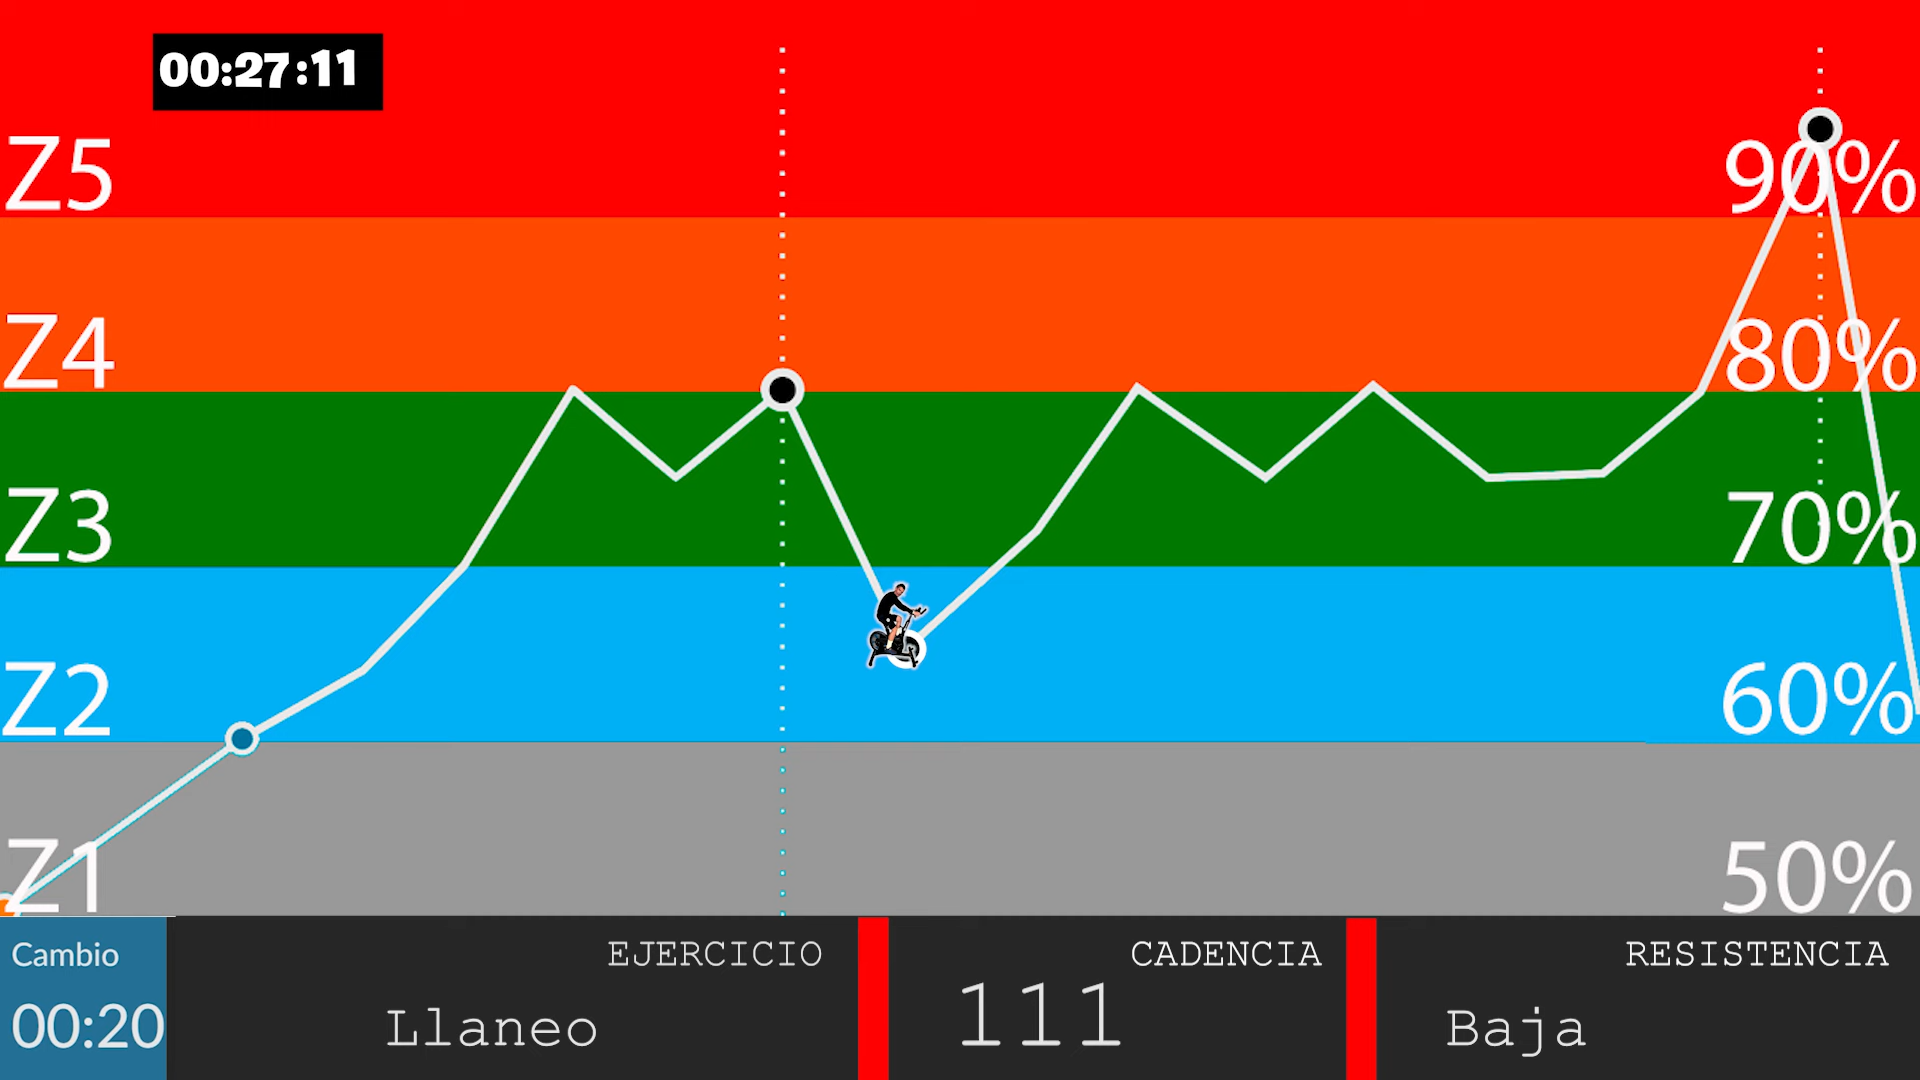 00:27:11
Z5
90%
Z4
80%
Z3
70%
Z2
60%
Z1
50%
Cambio
00:20
EJERCICIO
Llaneo
CADENCIA
111
RESISTENCIA
Baja